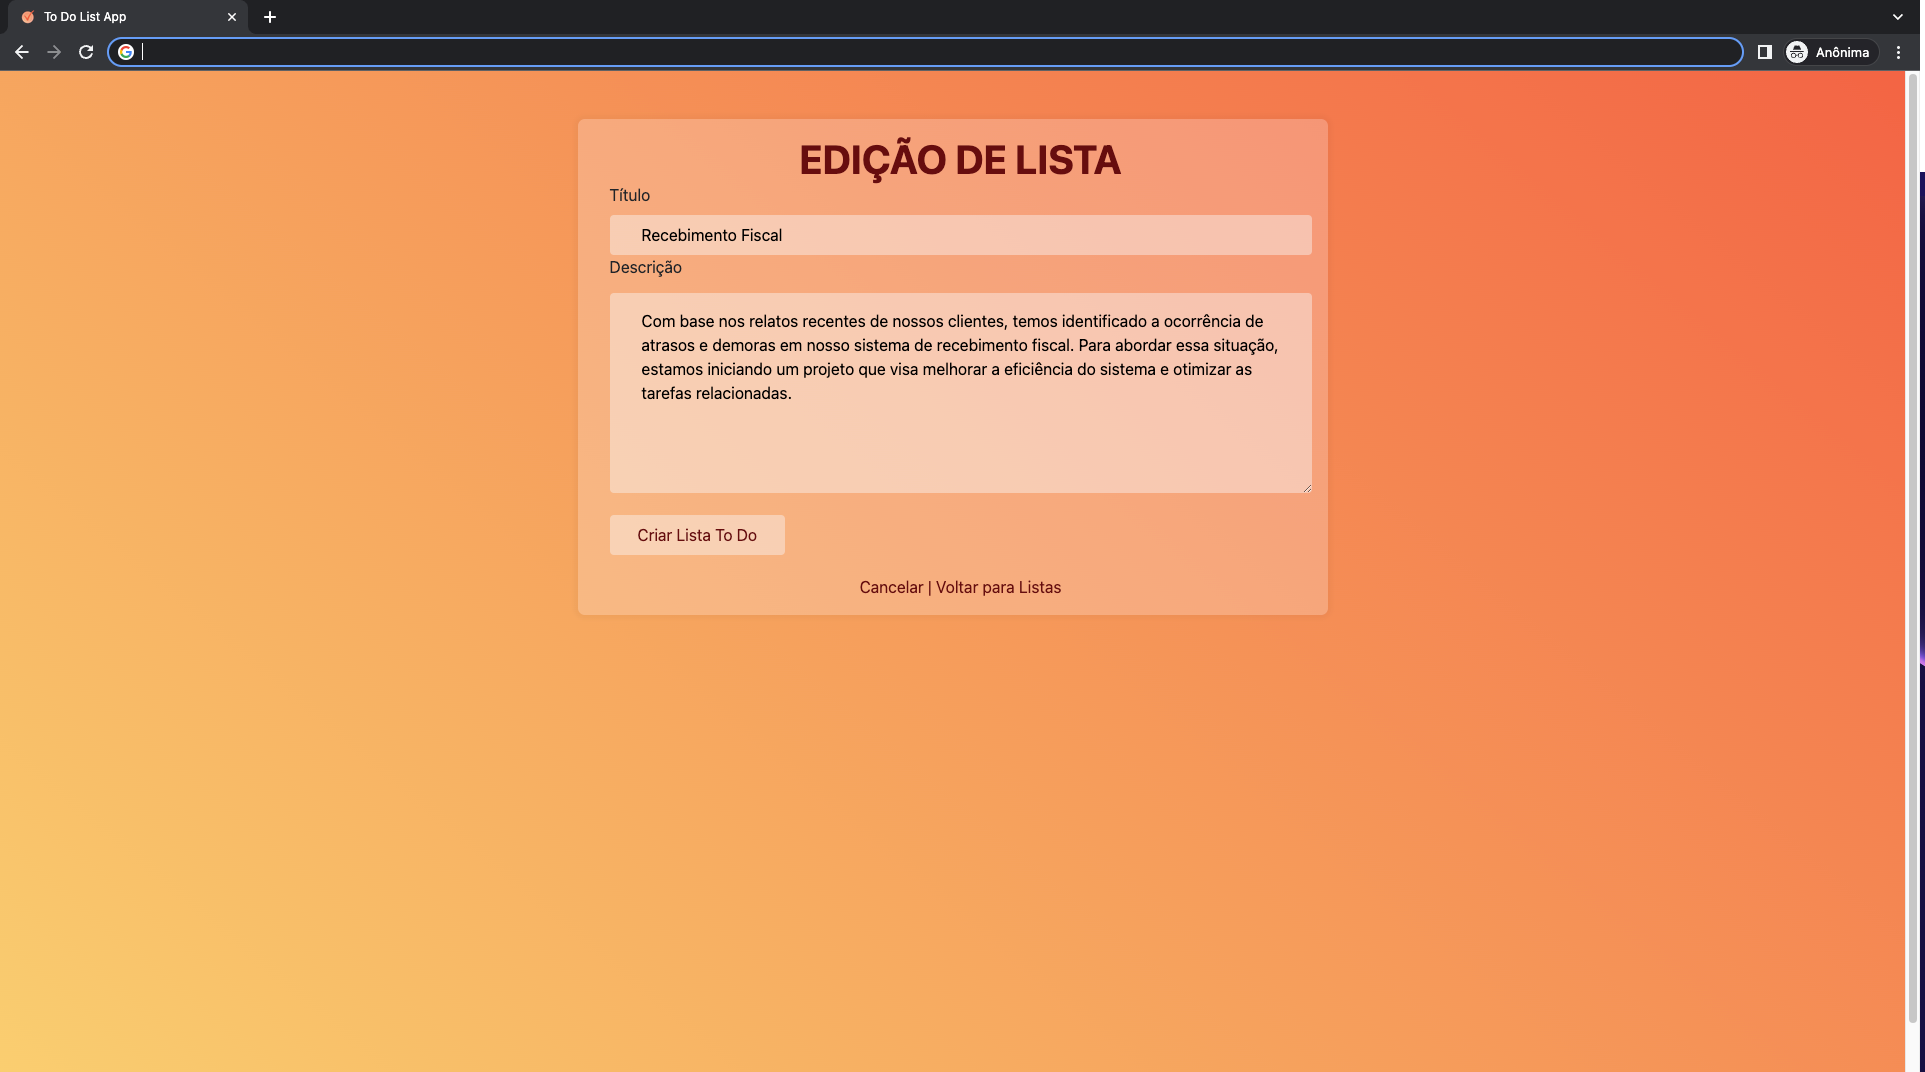 To Do List App
Anônima
EDIÇÃO DE LISTA
Título
Recebimento Fiscal
Descrição
Com base nos relatos recentes de nossos clientes, temos identificado a ocorrência de
atrasos e demoras em nosso sistema de recebimento fiscal. Para abordar essa situação,
estamos iniciando um projeto que visa melhorar a eficiência do sistema e otimizar as
tarefas relacionadas.
Criar Lista To Do
Cancelar | Voltar para Listas